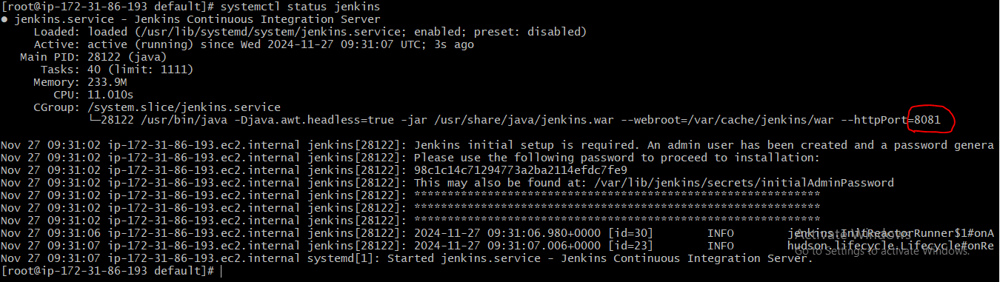 [root@ip-172-31-86-193 default]# systemctl status jenkins
● jenkins.service - Jenkins Continuous Integration Server
     Loaded: loaded (/usr/lib/systemd/system/jenkins.service; enabled; preset: disabled)
     Active: active (running) since Wed 2024-11-27 09:31:07 UTC; 3s ago
   Main PID: 28122 (java)
      Tasks: 40 (limit: 1111)
     Memory: 233.9M
        CPU: 11.010s
     CGroup: /system.slice/jenkins.service
             └─28122 /usr/bin/java -Djava.awt.headless=true -jar /usr/share/java/jenkins.war --webroot=/var/cache/jenkins/war --httpPort=8081
Nov 27 09:31:02 ip-172-31-86-193.ec2.internal jenkins[28122]: Jenkins initial setup is required. An admin user has been created and a password genera
Nov 27 09:31:02 ip-172-31-86-193.ec2.internal jenkins[28122]: Please use the following password to proceed to installation:
Nov 27 09:31:02 ip-172-31-86-193.ec2.internal jenkins[28122]: 98c1c14c71294773a2ba2114efdc7fe9
Nov 27 09:31:02 ip-172-31-86-193.ec2.internal jenkins[28122]: This may also be found at: /var/lib/jenkins/secrets/initialAdminPassword
Nov 27 09:31:02 ip-172-31-86-193.ec2.internal jenkins[28122]: *************************************************************
Nov 27 09:31:02 ip-172-31-86-193.ec2.internal jenkins[28122]: *************************************************************
Nov 27 09:31:02 ip-172-31-86-193.ec2.internal jenkins[28122]: *************************************************************
Nov 27 09:31:06 ip-172-31-86-193.ec2.internal jenkins[28122]: 2024-11-27 09:31:06.980+0000 [id=30]        INFO        jenkins.InitReactorRunner$1#onA
Nov 27 09:31:07 ip-172-31-86-193.ec2.internal jenkins[28122]: 2024-11-27 09:31:07.006+0000 [id=23]        INFO        hudson.lifecycle.Lifecycle#onRe
Nov 27 09:31:07 ip-172-31-86-193.ec2.internal systemd[1]: Started jenkins.service - Jenkins Continuous Integration Server.
[root@ip-172-31-86-193 default]#
Activate Windows
Go to Settings to activate Windows.